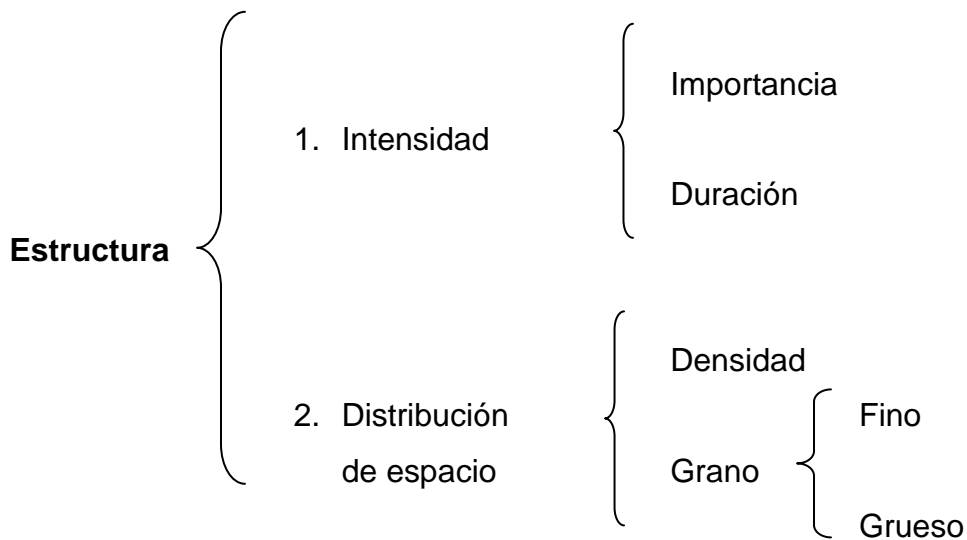 Estructura
1. Intensidad
Importancia
Duración
2. Distribución
de espacio
Densidad
Grano
Fino
Grueso